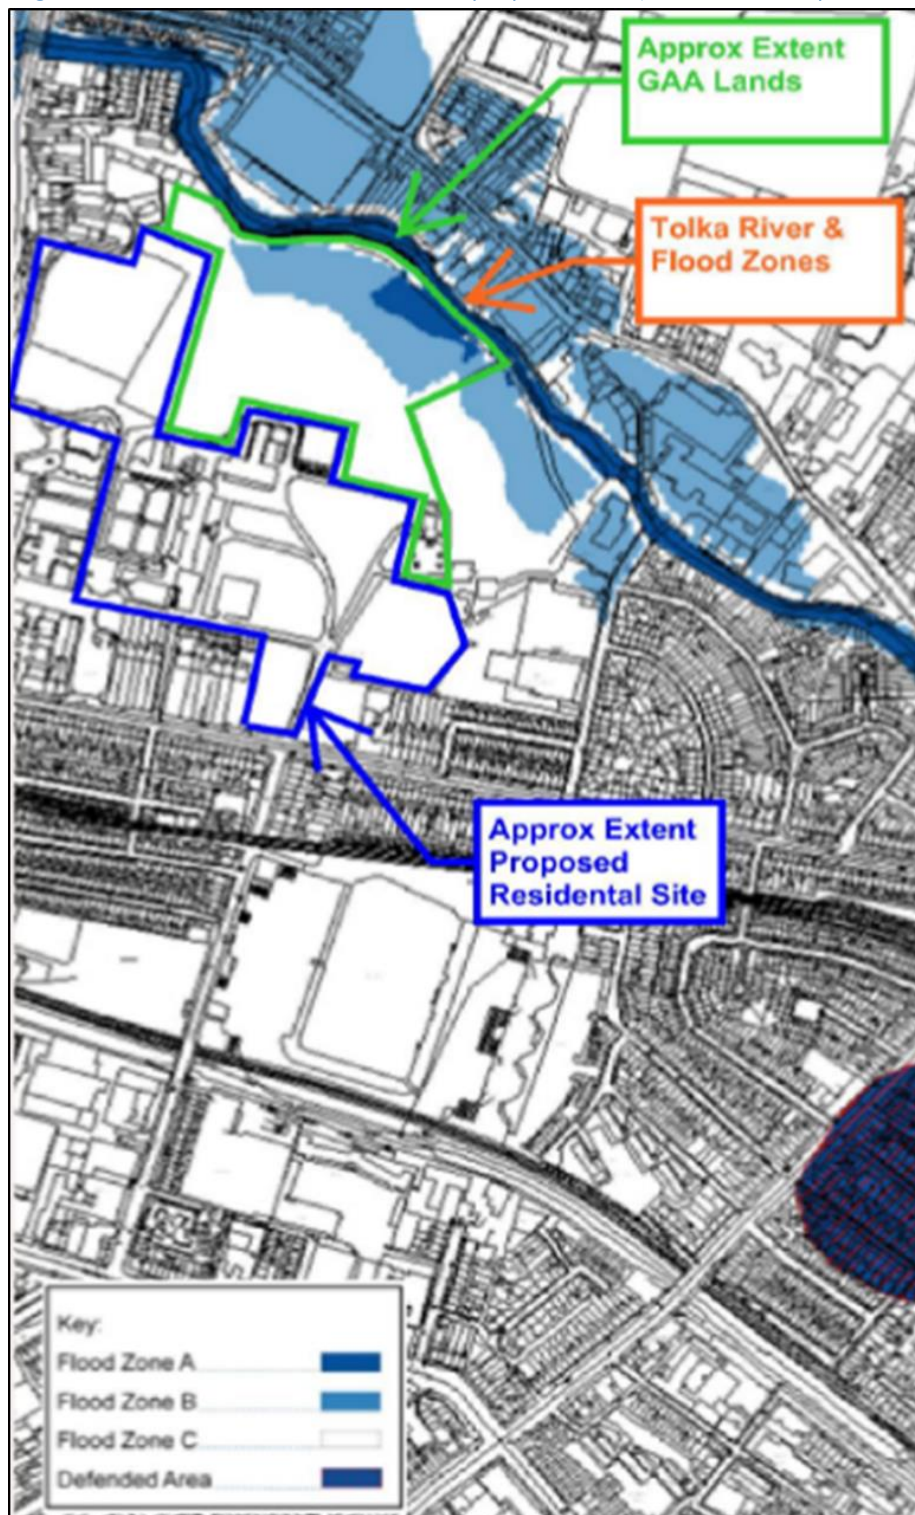 Approx Extent
GAA Lands
Tolka River &
Flood Zones
Approx Extent
Proposed
Residental Site
Key:
Flood Zone A
Flood Zone B
Flood Zone C
Defended Area